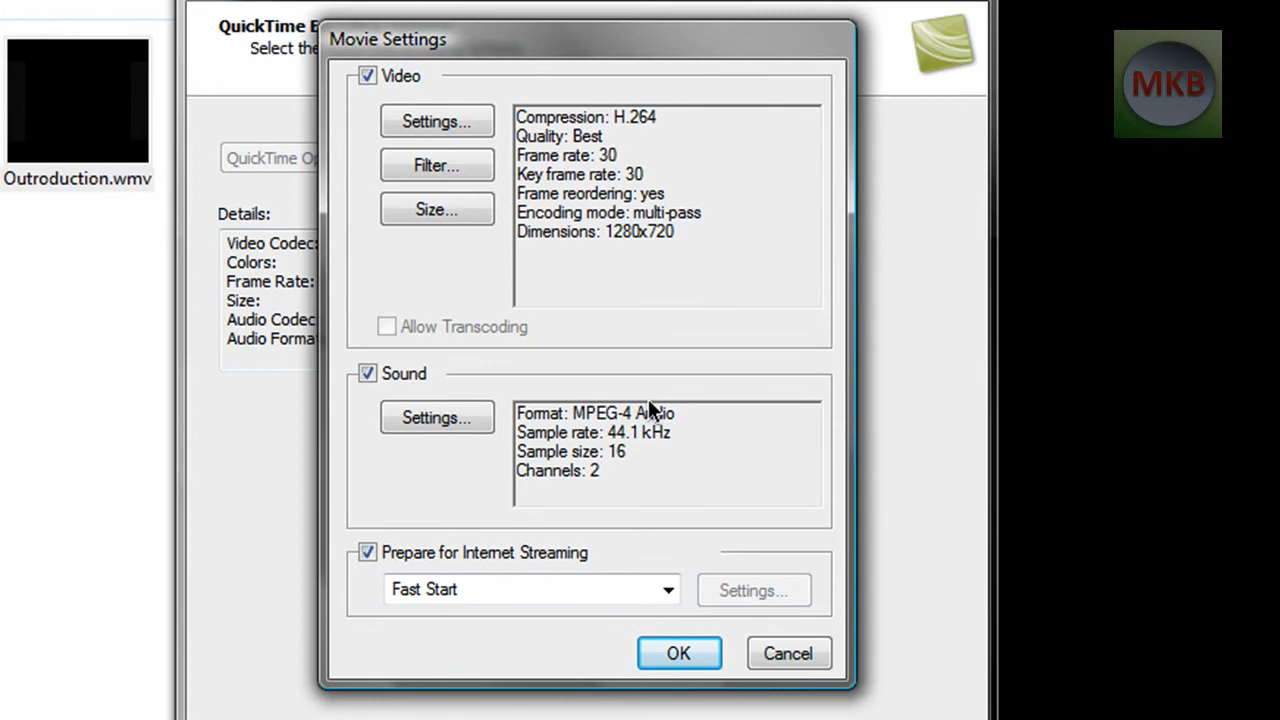 QuickTime E
Select the
Movie Settings
MKB
Outroduction.wmv
QuickTime Op
Details:
Video Codec:
Colors:
Frame Rate:
Size:
Audio Codec
Audio Forma
Video
Settings...
Filter...
Size...
Compression: H.264
Quality: Best
Frame rate: 30
Key frame rate: 30
Frame reordering: yes
Encoding mode: multi-pass
Dimensions: 1280x720
Allow Transcoding
Sound
Settings...
Format: MPEG-4 Audio
Sample rate: 44.1 kHz
Sample size: 16
Channels: 2
Prepare for Internet Streaming
Fast Start
Settings...
OK
Cancel